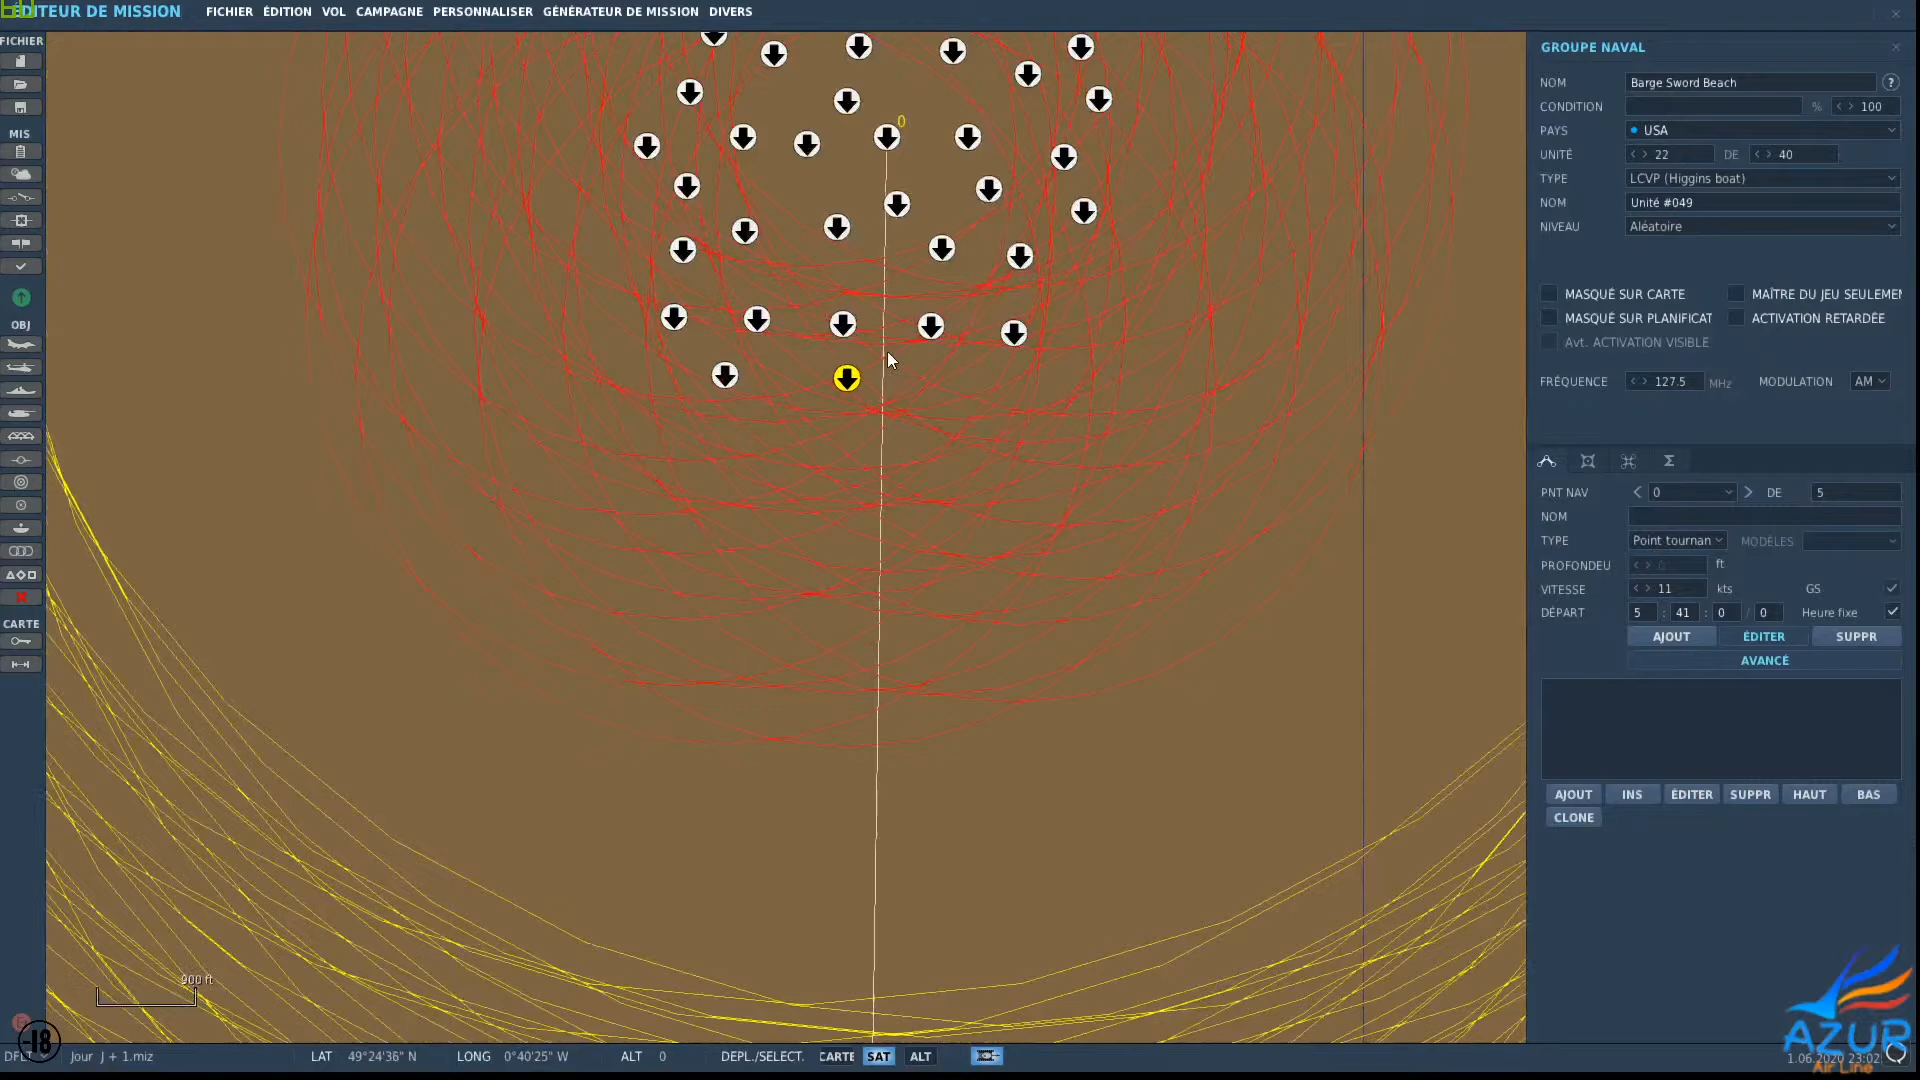 ÉDITEUR DE MISSION
FICHIER ÉDITION VOL CAMPAGNE PERSONNALISER GÉNÉRATEUR DE MISSION DIVERS
FICHIER
MIS
OBJ
CARTE
0
900 ft
GROUPE NAVAL
NOM Barge Sword Beach ?
CONDITION % 100
PAYS USA
UNITÉ 22 DE 40
TYPE LCVP (Higgins boat)
NOM Unité #049
NIVEAU Aléatoire
MASQUÉ SUR CARTE MAÎTRE DU JEU SEULEMEN
MASQUÉ SUR PLANIFICAT ACTIVATION RETARDÉE
Avt. ACTIVATION VISIBLE
FRÉQUENCE 127.5 MHz MODULATION AM
PNT NAV 0 DE 5
NOM
TYPE Point tournan MODÈLES
PROFONDEU 0 ft
VITESSE 11 kts GS
DÉPART 5 : 41 : 0 / 0 Heure fixe
AJOUT ÉDITER SUPPR
AVANCÉ
AJOUT INS ÉDITER SUPPR HAUT BAS
CLONE
-18
AZUR
Air Line
Jour J + 1.miz LAT 49°24'36" N LONG 0°40'25" W ALT 0 DEPL./SELECT. CARTE SAT ALT 1.06.2020 23:02